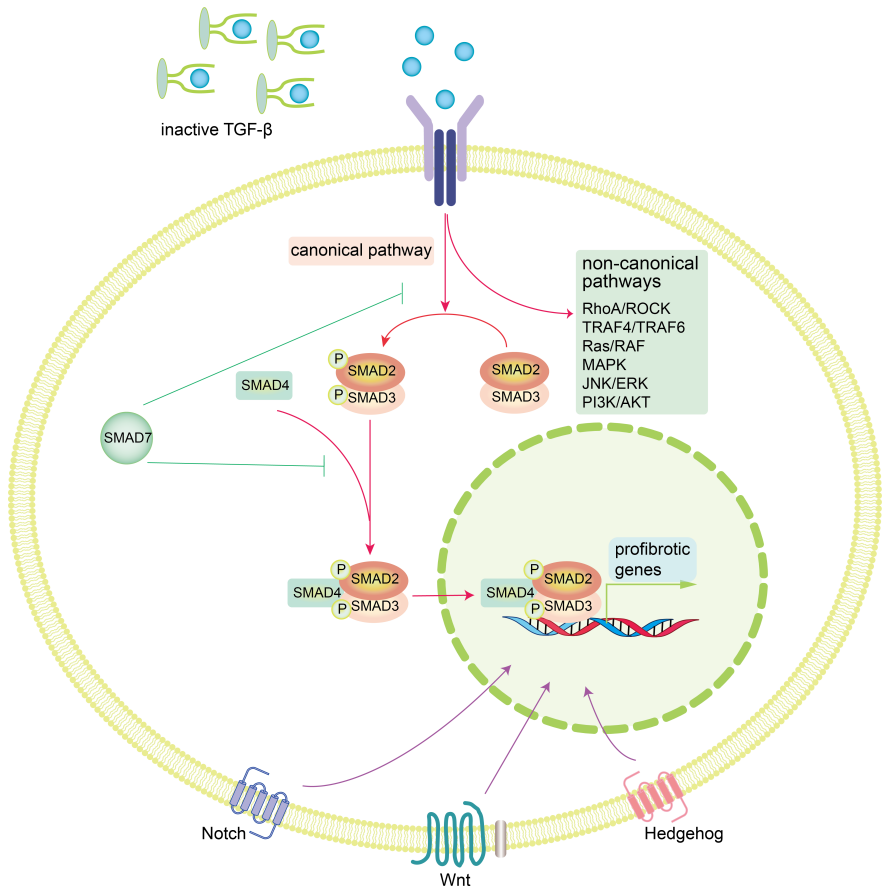 inactive TGF-β
canonical pathway
non-canonical
pathways
RhoA/ROCK
TRAF4/TRAF6
Ras/RAF
MAPK
JNK/ERK
PI3K/AKT
P
SMAD2
P
SMAD3
SMAD2
SMAD3
SMAD4
SMAD7
P
SMAD2
SMAD4
P
SMAD3
P
SMAD2
SMAD4
P
SMAD3
profibrotic
genes
Notch
Wnt
Hedgehog